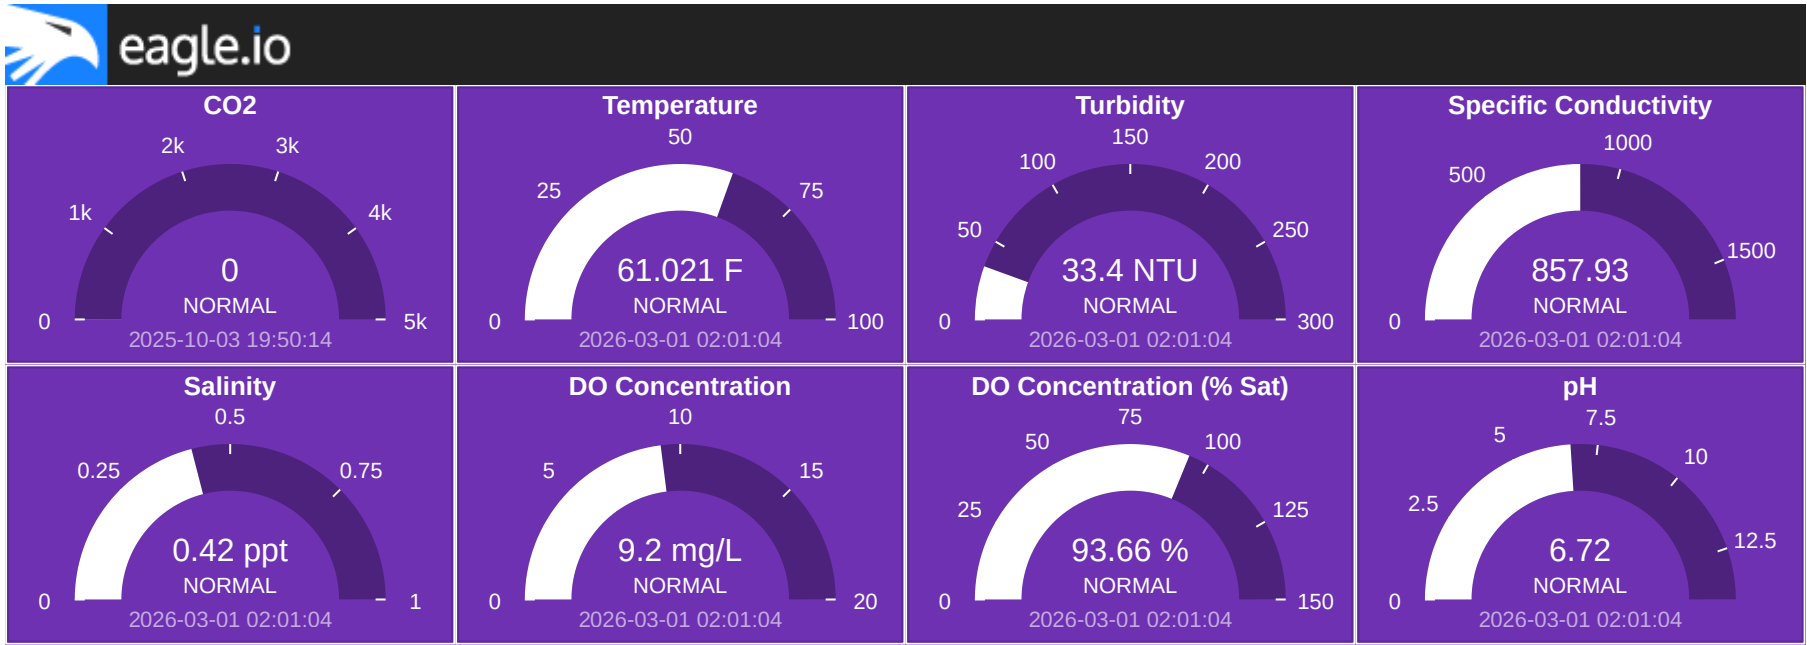 eagle.io
CO2
0
1k
2k
3k
4k
5k
0
NORMAL
2025-10-03 19:50:14
Temperature
0
25
50
75
100
61.021 F
NORMAL
2026-03-01 02:01:04
Turbidity
0
50
100
150
200
250
300
33.4 NTU
NORMAL
2026-03-01 02:01:04
Specific Conductivity
0
500
1000
1500
857.93
NORMAL
2026-03-01 02:01:04
Salinity
0
0.25
0.5
0.75
1
0.42 ppt
NORMAL
2026-03-01 02:01:04
DO Concentration
0
5
10
15
20
9.2 mg/L
NORMAL
2026-03-01 02:01:04
DO Concentration (% Sat)
0
25
50
75
100
125
150
93.66 %
NORMAL
2026-03-01 02:01:04
pH
0
2.5
5
7.5
10
12.5
6.72
NORMAL
2026-03-01 02:01:04